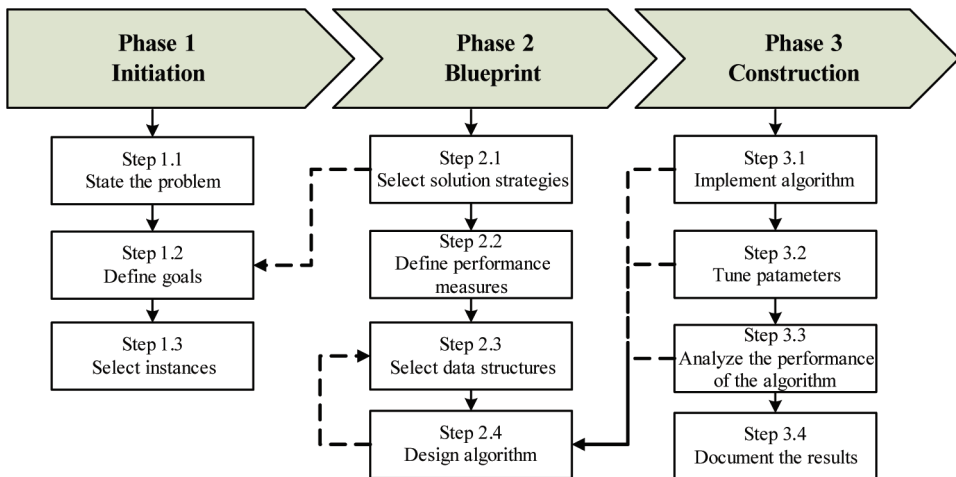 Phase 1
Initiation
Phase 2
Blueprint
Phase 3
Construction
Step 1.1
State the problem
Step 1.2
Define goals
Step 1.3
Select instances
Step 2.1
Select solution strategies
Step 2.2
Define performance
measures
Step 2.3
Select data structures
Step 2.4
Design algorithm
Step 3.1
Implement algorithm
Step 3.2
Tune patameters
Step 3.3
Analyze the performance
of the algorithm
Step 3.4
Document the results